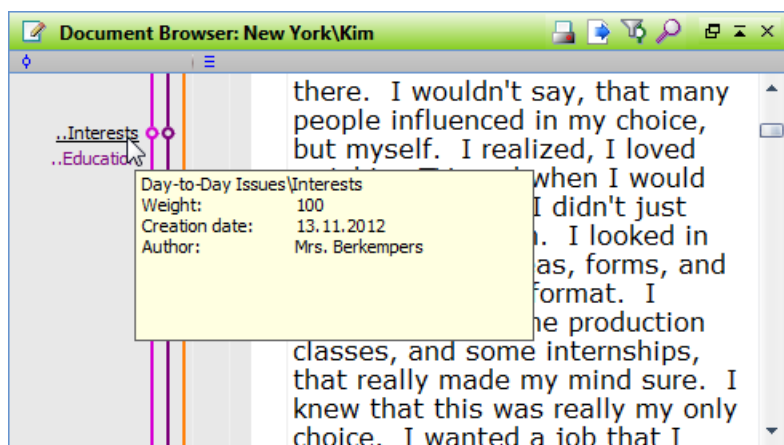 Document Browser: New York\Kim
there.  I wouldn't say, that many
people influenced in my choice,
..Interests
but myself.  I realized, I loved
..Education
when I would
Day-to-Day Issues\Interests
Weight: 100
I didn't just
Creation date: 13.11.2012
I looked in
Author: Mrs. Berkempers
forms, and
format.  I
production
classes, and some internships,
that really made my mind sure.  I
knew that this was really my only
choice.  I wanted a job that I